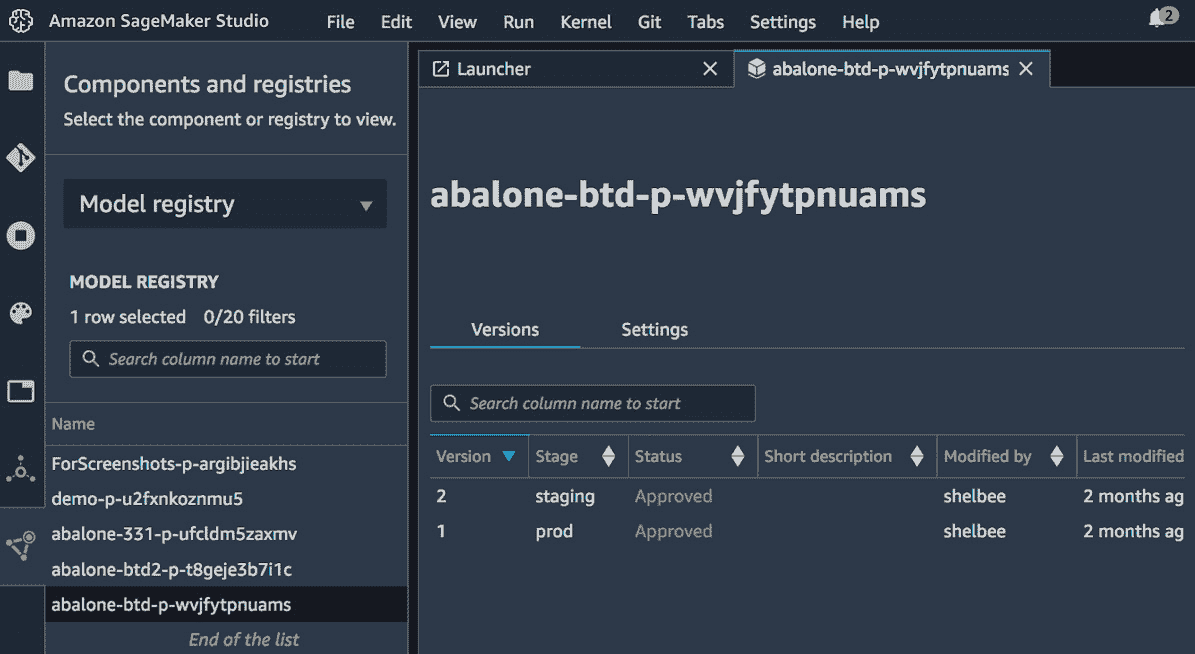 Amazon SageMaker Studio File Edit View Run Kernel Git Tabs Settings Help 2
Components and registries
Select the component or registry to view.
Model registry
MODEL REGISTRY
1 row selected 0/20 filters
Search column name to start
Name
ForScreenshots-p-argibjieakhs
demo-p-u2fxnkoznmu5
abalone-331-p-ufcldm5zaxmv
abalone-btd2-p-t8geje3b7i1c
abalone-btd-p-wvjfytpnuams
End of the list
Launcher abalone-btd-p-wvjfytpnuams
abalone-btd-p-wvjfytpnuams
Versions Settings
Search column name to start
Version Stage Status Short description Modified by Last modified
2 staging Approved shelbee 2 months ag
1 prod Approved shelbee 2 months ag